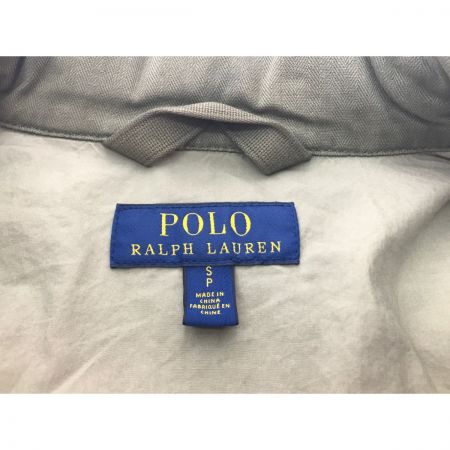 POLO
RALPH LAUREN
S
P
MADE IN
CHINA
FABRIQUÉ EN
CHINE